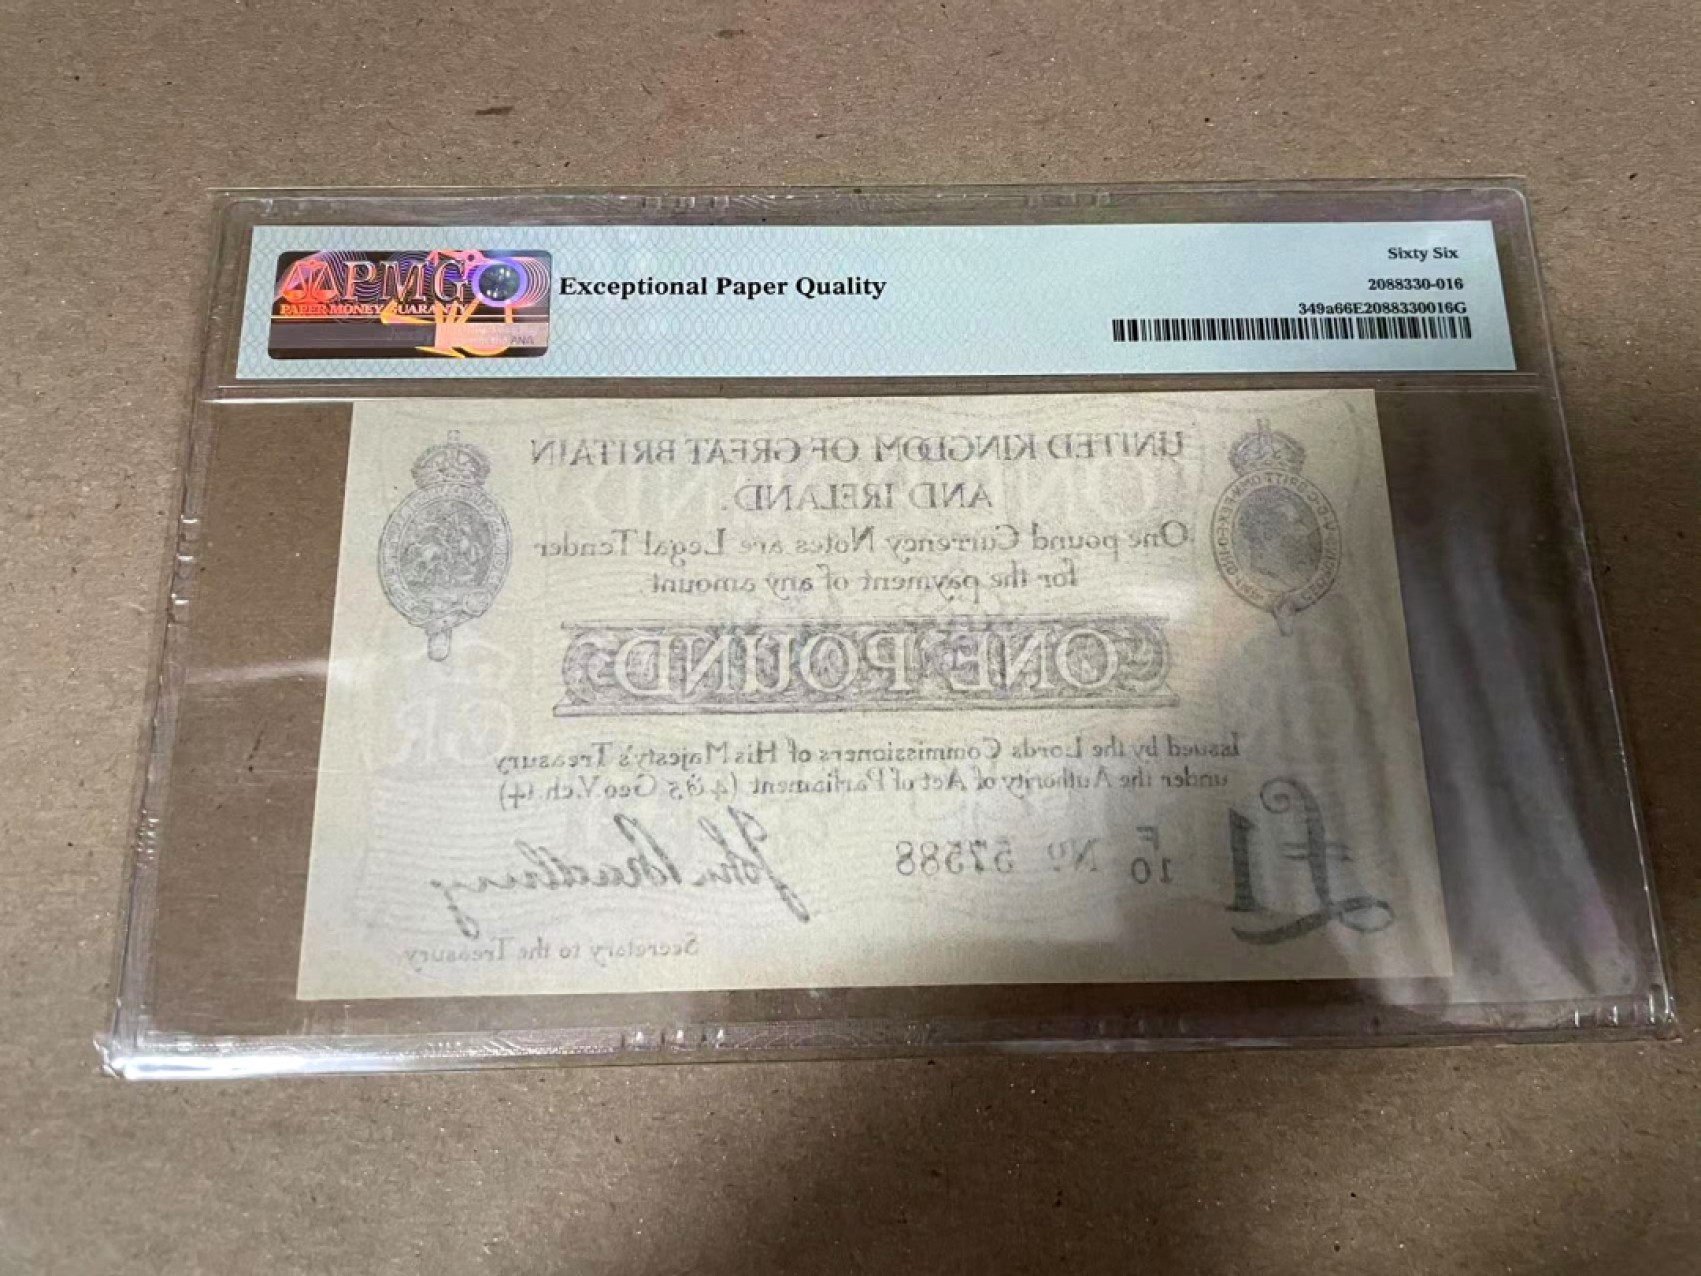 PMG
PAPER MONEY GUARANTY
Exceptional Paper Quality
Sixty Six
2088330-016
349a66E2088330016G
UNITED KINGDOM OF GREAT BRITAIN
AND IRELAND.
One pound Currency Notes are Legal Tender
for the payment of any amount.
ONE POUND
Issued by the Lords Commissioners of His Majesty's Treasury
under the Authority of Act of Parliament (4 & 5 Geo.V.ch.14)
£1
F/10 No. 57588
John Bradbury
Secretary to the Treasury.